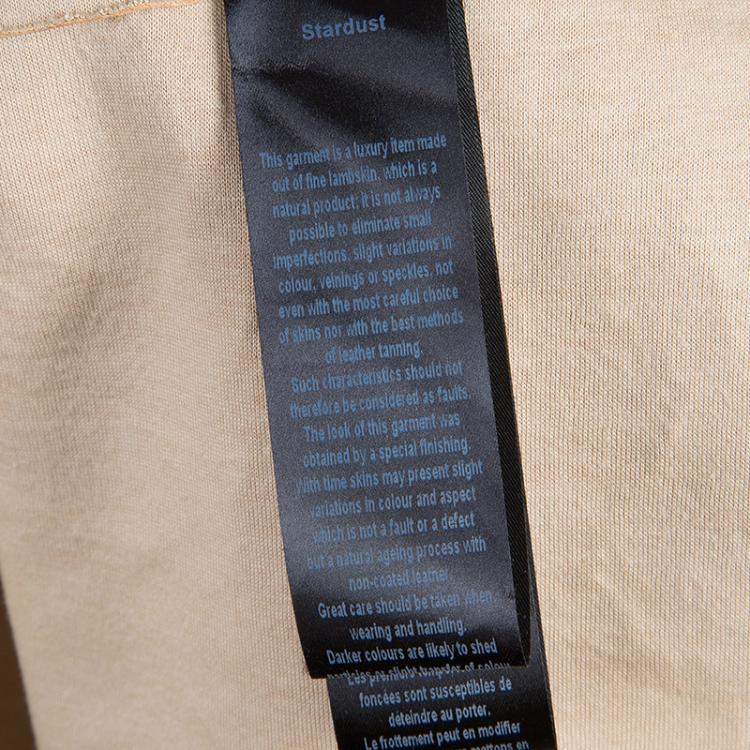 Stardust
This garment is a luxury item made
out of fine lambskin, which is a
natural product; it is not always
possible to eliminate small
imperfections, slight variations in
colour, veinings or speckles, not
even with the most careful choice
of skins nor with the best methods
of leather tanning.
Such characteristics should not
therefore be considered as faults.
The look of this garment was
obtained by a special finishing.
With time skins may present slight
variations in colour and aspect
which is not a fault or a defect
but a natural ageing process with
non-coated leather.
Great care should be taken when
wearing and handling.
Darker colours are likely to shed
foncées sont susceptibles de
déteindre au porter.
Le frottement peut en modifier